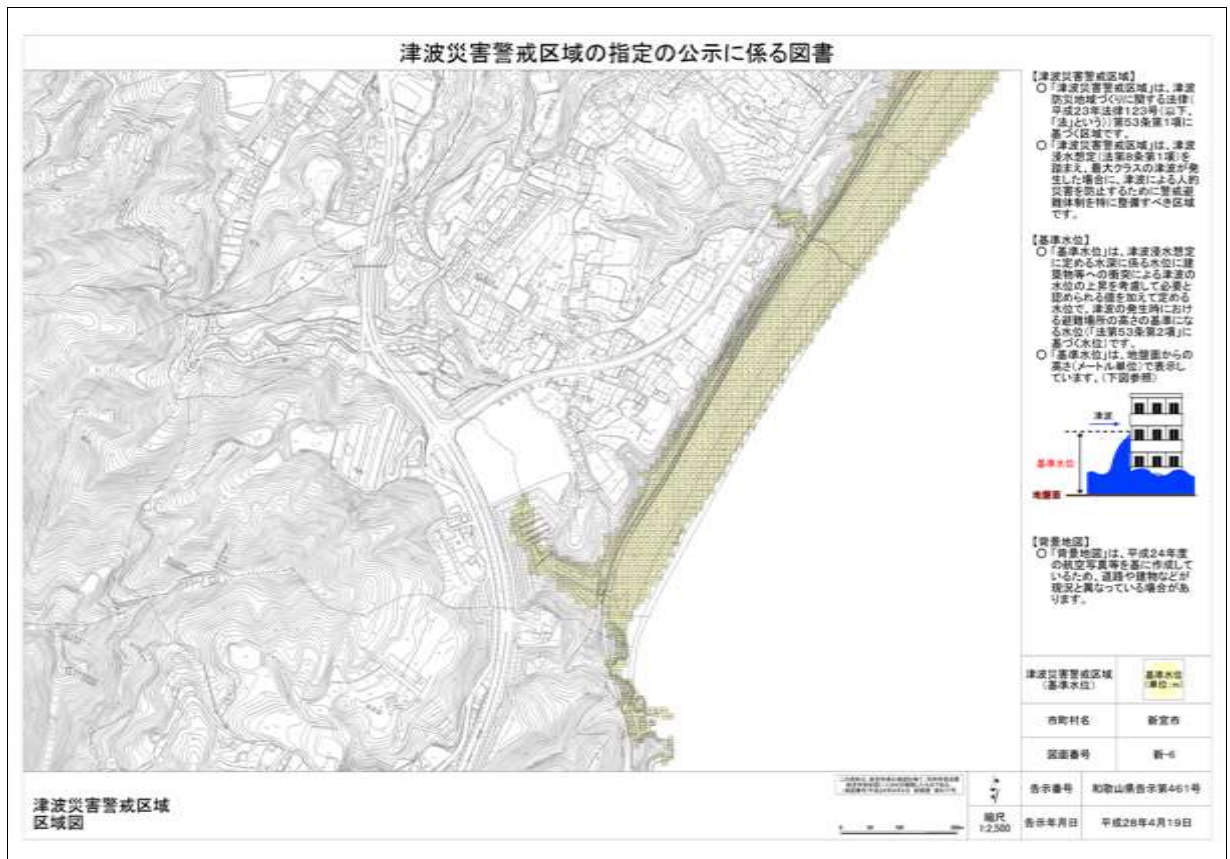 津波災害警戒区域の指定の公示に係る図書
【津波災害警戒区域】
○「津波災害警戒区域」は、津波
防災地域づくりに関する法律(
平成23年法律123号(以下、
「法」という))第53条第1項に
基づく区域です。
○「津波災害警戒区域」は、津波
浸水想定(法第8条第1項)を
踏まえ、最大クラスの津波が発
生した場合に、津波による人的
災害を防止するために警戒避
難体制を特に整備すべき区域
です。
【基準水位】
○「基準水位」は、津波浸水想定
に定める水深に係る水位に建
築物等への衝突による津波の
水位の上昇を考慮して必要と
認められる値を加えて定める
水位で、津波の発生時におけ
る避難場所の高さの基準にな
る水位(「法第53条第2項」に
基づく水位)です。
○「基準水位」は、地盤面からの
高さ(メートル単位)で表示し
ています。(下図参照)
津波
基準水位
地盤面
【背景地図】
○「背景地図」は、平成24年度
の航空写真等を基に作成して
いるため、道路や建物などが
現況と異なっている場合があ
ります。
津波災害警戒区域
(基準水位)
基準水位
(単位:m)
市町村名
新宮市
図面番号
新-6
告示番号
和歌山県告示第461号
縮尺
1:2,500
告示年月日
平成28年4月19日
津波災害警戒区域
区域図